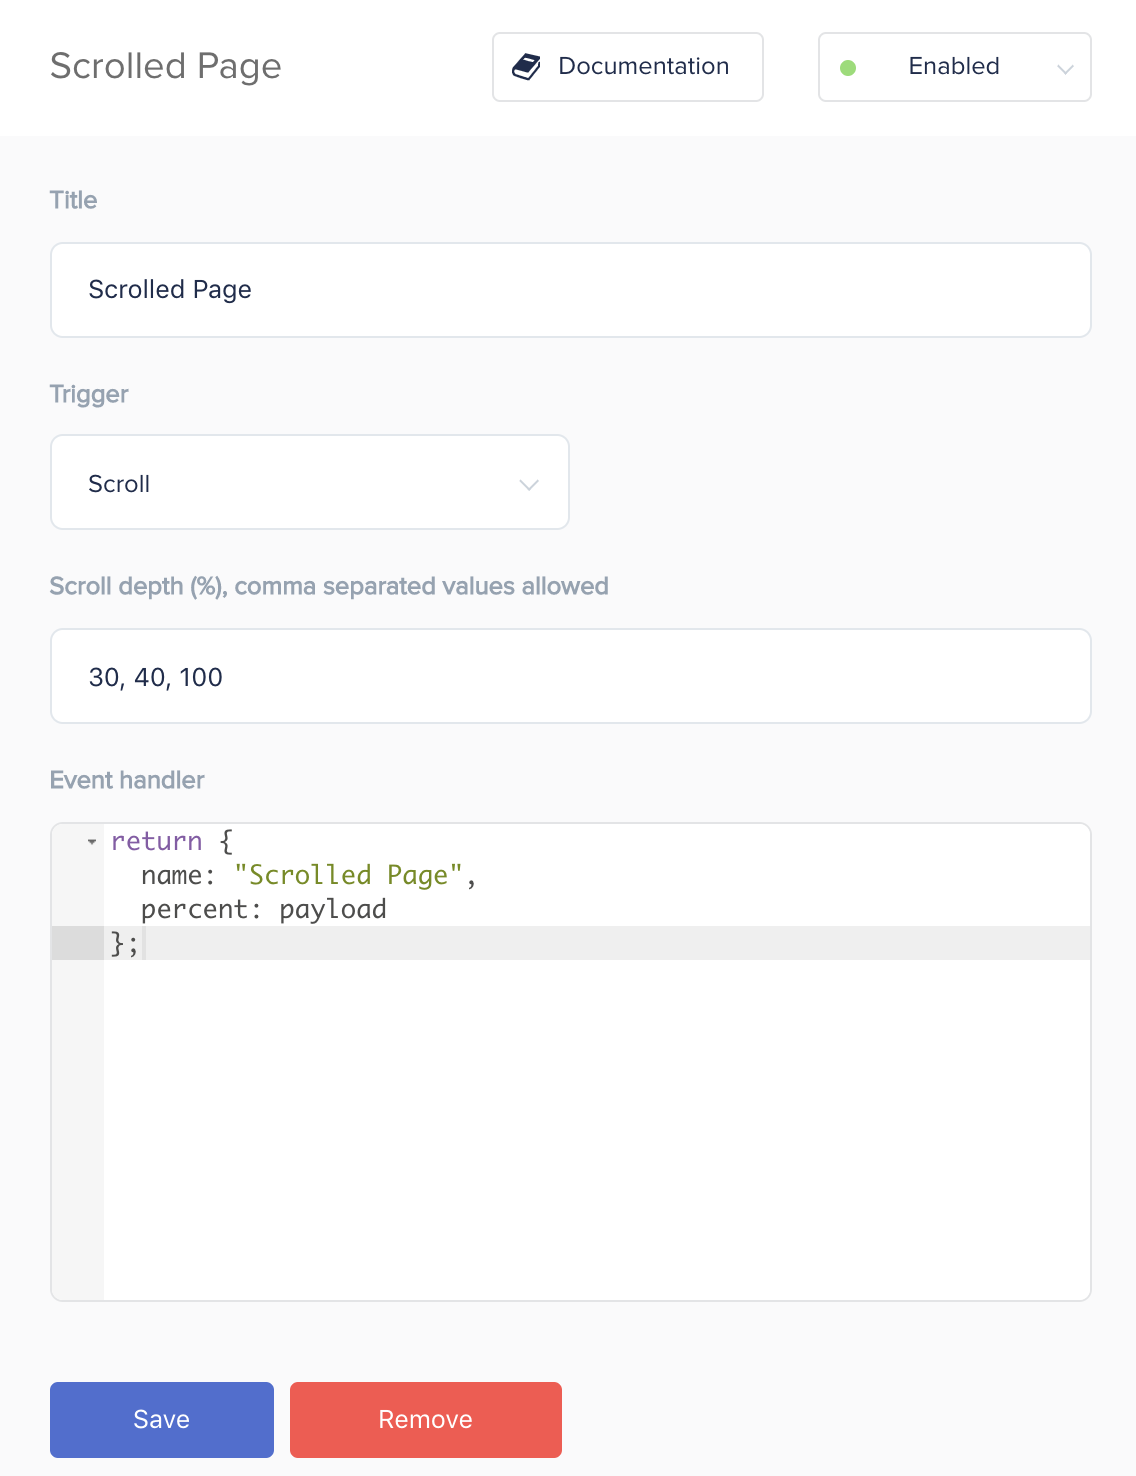 Scrolled Page
Documentation
Enabled
Title
Scrolled Page
Trigger
Scroll
Scroll depth (%), comma separated values allowed
30, 40, 100
Event handler
return {
  name: "Scrolled Page",
  percent: payload
};
Save
Remove